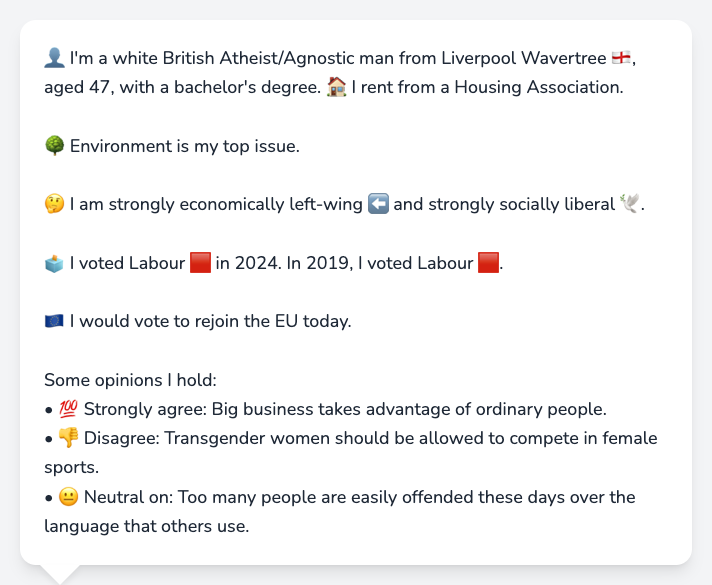 👤 I'm a white British Atheist/Agnostic man from Liverpool Wavertree 🏴󠁧󠁢󠁥󠁮󠁧󠁿,
aged 47, with a bachelor's degree. 🏠 I rent from a Housing Association.
🌳 Environment is my top issue.
🤔 I am strongly economically left-wing ⬅️ and strongly socially liberal 🕊️.
🗳️ I voted Labour 🟥 in 2024. In 2019, I voted Labour 🟥.
🇪🇺 I would vote to rejoin the EU today.
Some opinions I hold:
• 💯 Strongly agree: Big business takes advantage of ordinary people.
• 👎 Disagree: Transgender women should be allowed to compete in female
sports.
• 😐 Neutral on: Too many people are easily offended these days over the
language that others use.